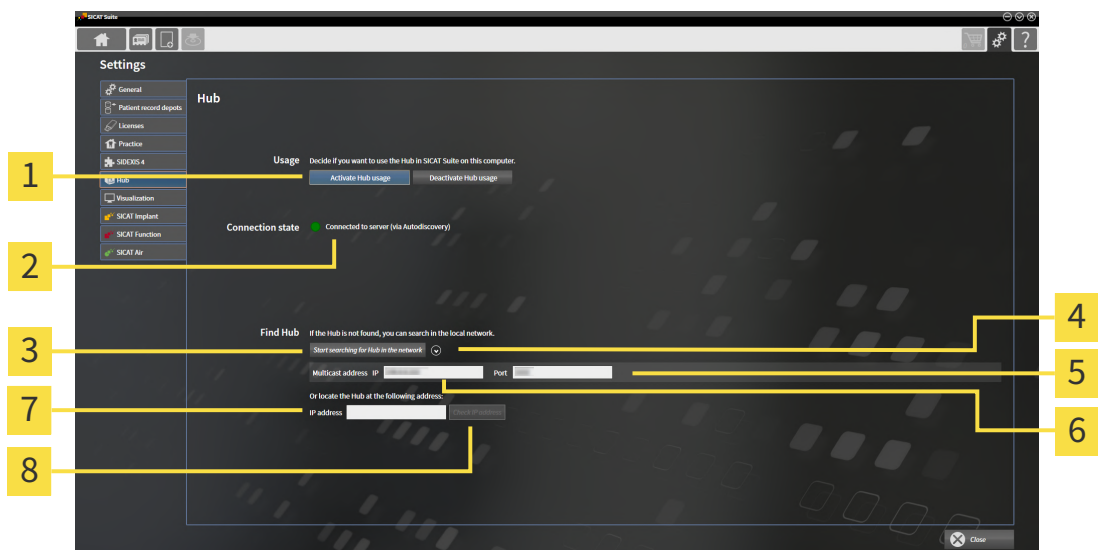 SICAT Suite
?
Settings
General
Patient record depots
Licenses
Practice
SIDEXIS 4
Hub
Visualization
SICAT Implant
SICAT Function
SICAT Air
Hub
Usage Decide if you want to use the Hub in SICAT Suite on this computer.
Activate Hub usage Deactivate Hub usage
Connection state Connected to server (via Autodiscovery)
Find Hub If the Hub is not found, you can search in the local network.
Start searching for Hub in the network
Multicast address IP Port
Or locate the Hub at the following address:
IP address Check IP address
Close
1
2
3
4
5
6
7
8